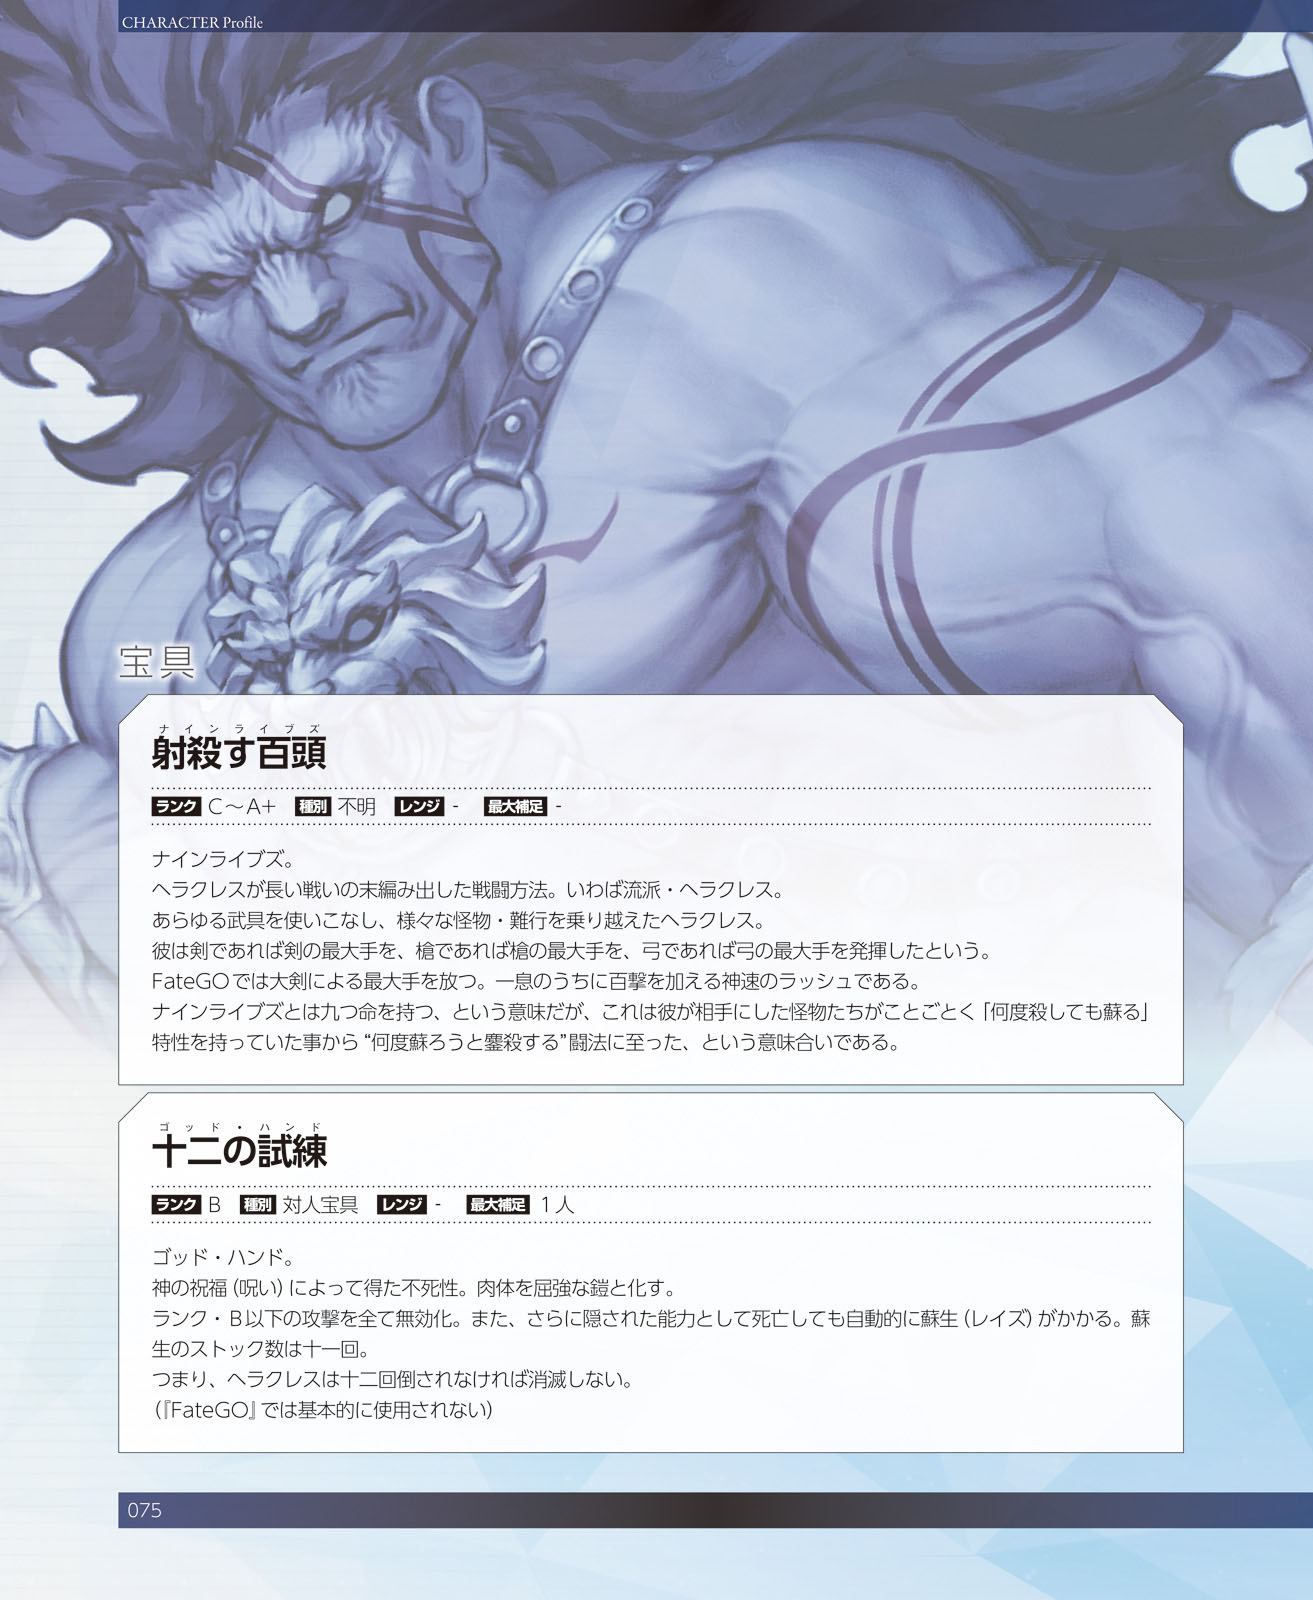 CHARACTER Profile
宝具
ナインライブズ
射殺す百頭
ランク C～A+ 種別 不明 レンジ - 最大補足 -
ナインライブズ。
ヘラクレスが長い戦いの末編み出した戦闘方法。いわば流派・ヘラクレス。
あらゆる武具を使いこなし、様々な怪物・難行を乗り越えたヘラクレス。
彼は剣であれば剣の最大手を、槍であれば槍の最大手を、弓であれば弓の最大手を発揮したという。
FateGOでは大剣による最大手を放つ。一息のうちに百撃を加える神速のラッシュである。
ナインライブズとは九つ命を持つ、という意味だが、これは彼が相手にした怪物たちがことごとく「何度殺しても蘇る」
特性を持っていた事から“何度蘇ろうと鏖殺する”闘法に至った、という意味合いである。
ゴッド・ハンド
十二の試練
ランク B 種別 対人宝具 レンジ - 最大補足 1人
ゴッド・ハンド。
神の祝福（呪い）によって得た不死性。肉体を屈強な鎧と化す。
ランク・B以下の攻撃を全て無効化。また、さらに隠された能力として死亡しても自動的に蘇生（レイズ）がかかる。蘇
生のストック数は十一回。
つまり、ヘラクレスは十二回倒されなければ消滅しない。
（『FateGO』では基本的に使用されない）
075